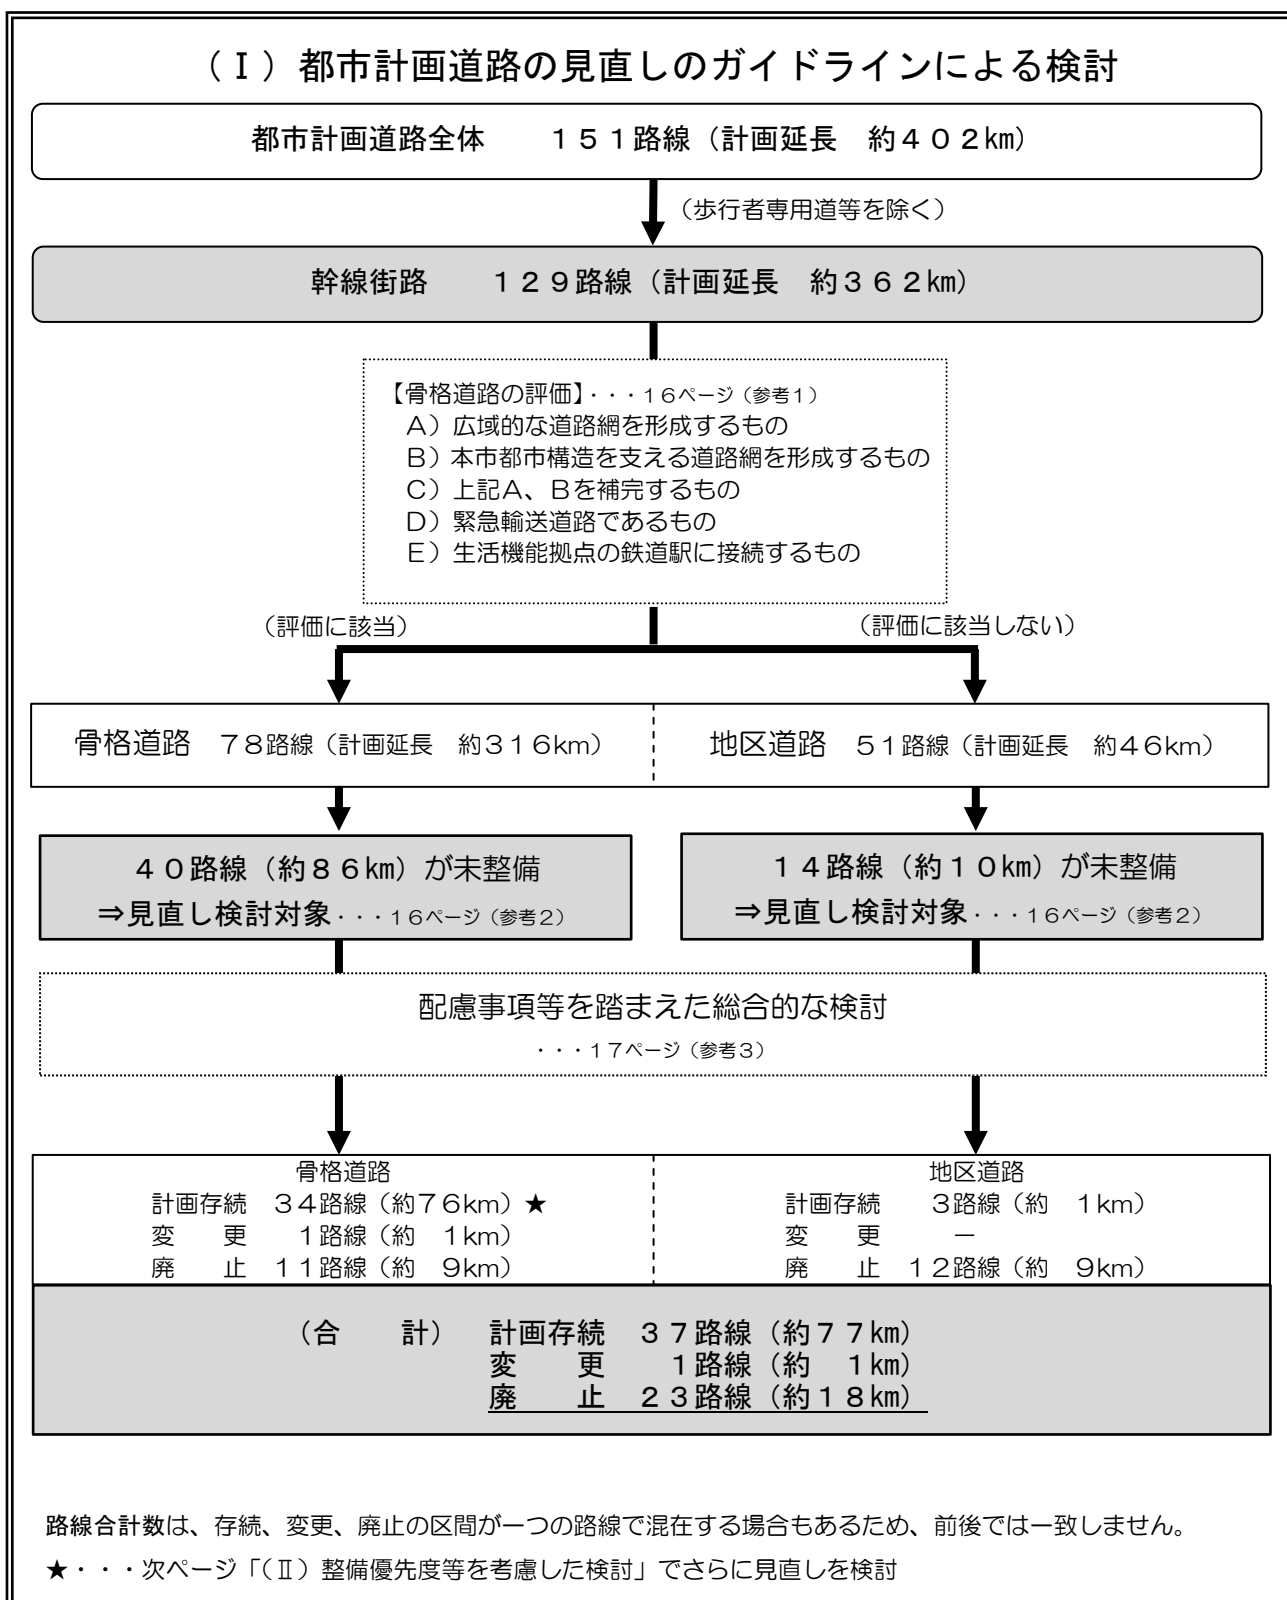 （Ⅰ）都市計画道路の見直しのガイドラインによる検討
都市計画道路全体　　１５１路線（計画延長　約４０２㎞）
（歩行者専用道等を除く）
幹線街路　　１２９路線（計画延長　約３６２㎞）
【骨格道路の評価】・・・１６ページ（参考１）
Ａ）広域的な道路網を形成するもの
Ｂ）本市都市構造を支える道路網を形成するもの
Ｃ）上記Ａ、Ｂを補完するもの
Ｄ）緊急輸送道路であるもの
Ｅ）生活機能拠点の鉄道駅に接続するもの
（評価に該当）
（評価に該当しない）
骨格道路　７８路線（計画延長　約３１６km）
地区道路　５１路線（計画延長　約４６km）
４０路線（約８６㎞）が未整備
⇒見直し検討対象・・・１６ページ（参考２）
１４路線（約１０㎞）が未整備
⇒見直し検討対象・・・１６ページ（参考２）
配慮事項等を踏まえた総合的な検討
・・・１７ページ（参考３）
骨格道路
計画存続　３４路線（約７６km）★
変　　更　　１路線（約　１km）
廃　　止　１１路線（約　９km）
地区道路
計画存続　　３路線（約　１km）
変　　更　　－
廃　　止　１２路線（約　９km）
（合　　計）　計画存続　３７路線（約７７㎞）
変　　更　　１路線（約　１㎞）
廃　　止　２３路線（約１８㎞）
路線合計数は、存続、変更、廃止の区間が一つの路線で混在する場合もあるため、前後では一致しません。
★・・・次ページ「（Ⅱ）整備優先度等を考慮した検討」でさらに見直しを検討